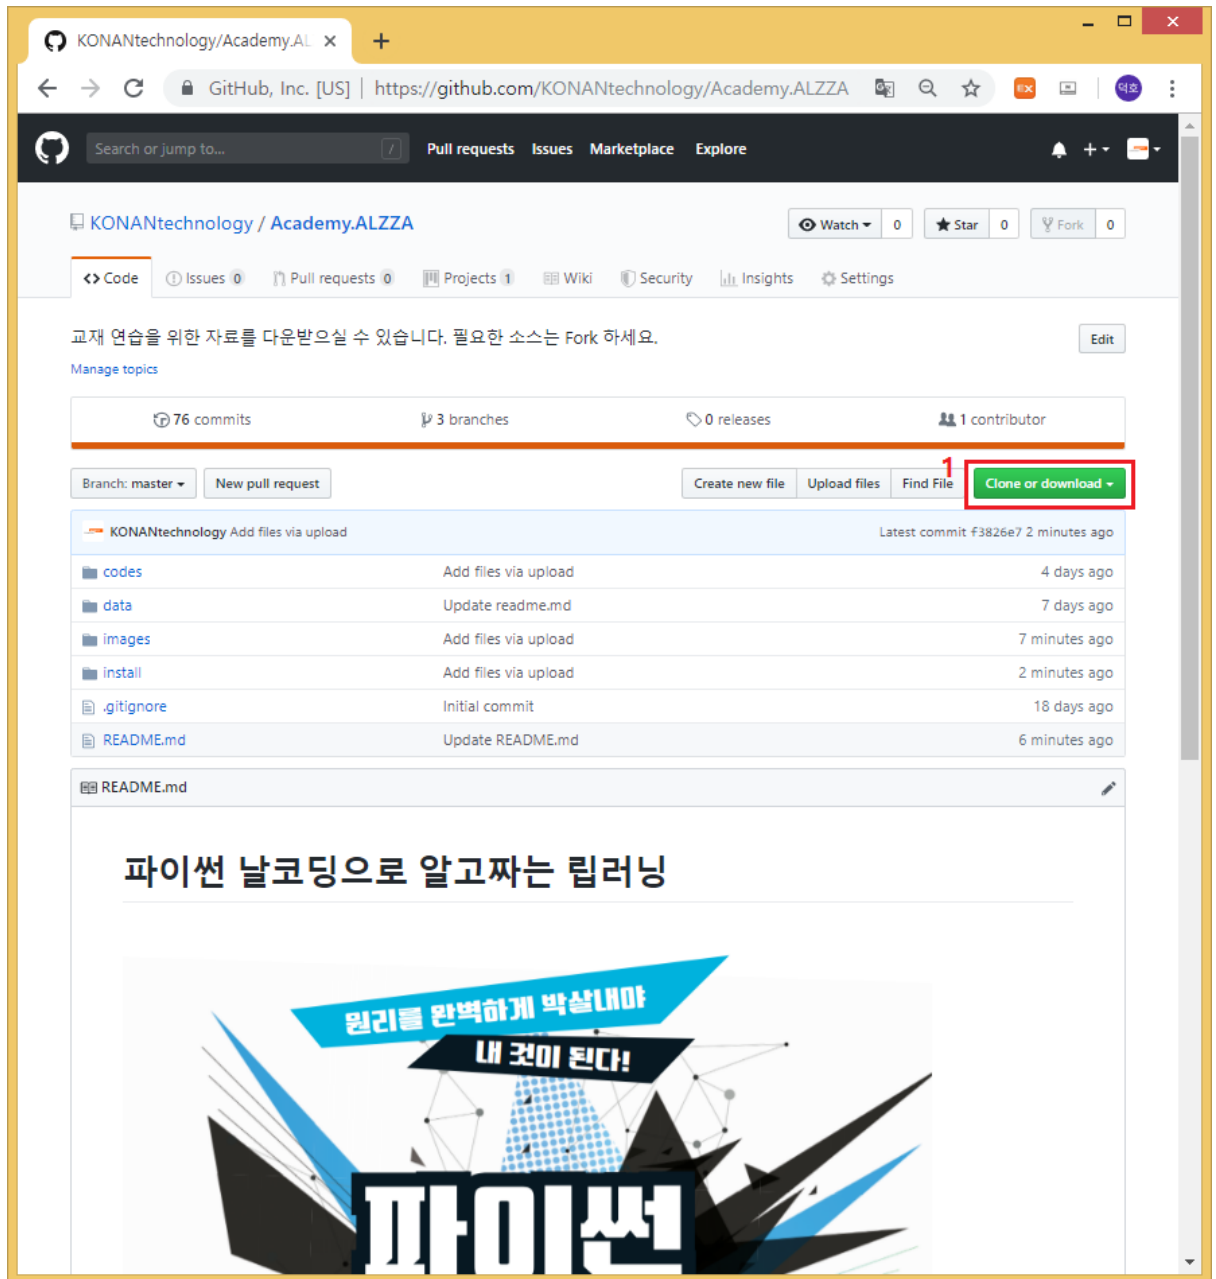 KONANtechnology/Academy.AL
GitHub, Inc. [US] | https://github.com/KONANtechnology/Academy.ALZZA
EX
덕호
Search or jump to...
/
Pull requests Issues Marketplace Explore
KONANtechnology / Academy.ALZZA
Watch 0 Star 0 Fork 0
Code Issues 0 Pull requests 0 Projects 1 Wiki Security Insights Settings
교재 연습을 위한 자료를 다운받으실 수 있습니다. 필요한 소스는 Fork 하세요.
Edit
Manage topics
76 commits 3 branches 0 releases 1 contributor
1
Branch: master New pull request Create new file Upload files Find File Clone or download
KONANtechnology Add files via upload Latest commit f3826e7 2 minutes ago
codes Add files via upload 4 days ago
data Update readme.md 7 days ago
images Add files via upload 7 minutes ago
install Add files via upload 2 minutes ago
.gitignore Initial commit 18 days ago
README.md Update README.md 6 minutes ago
README.md
파이썬 날코딩으로 알고짜는 립러닝
원리를 완벽하게 박살내야
내 것이 된다!
파이썬